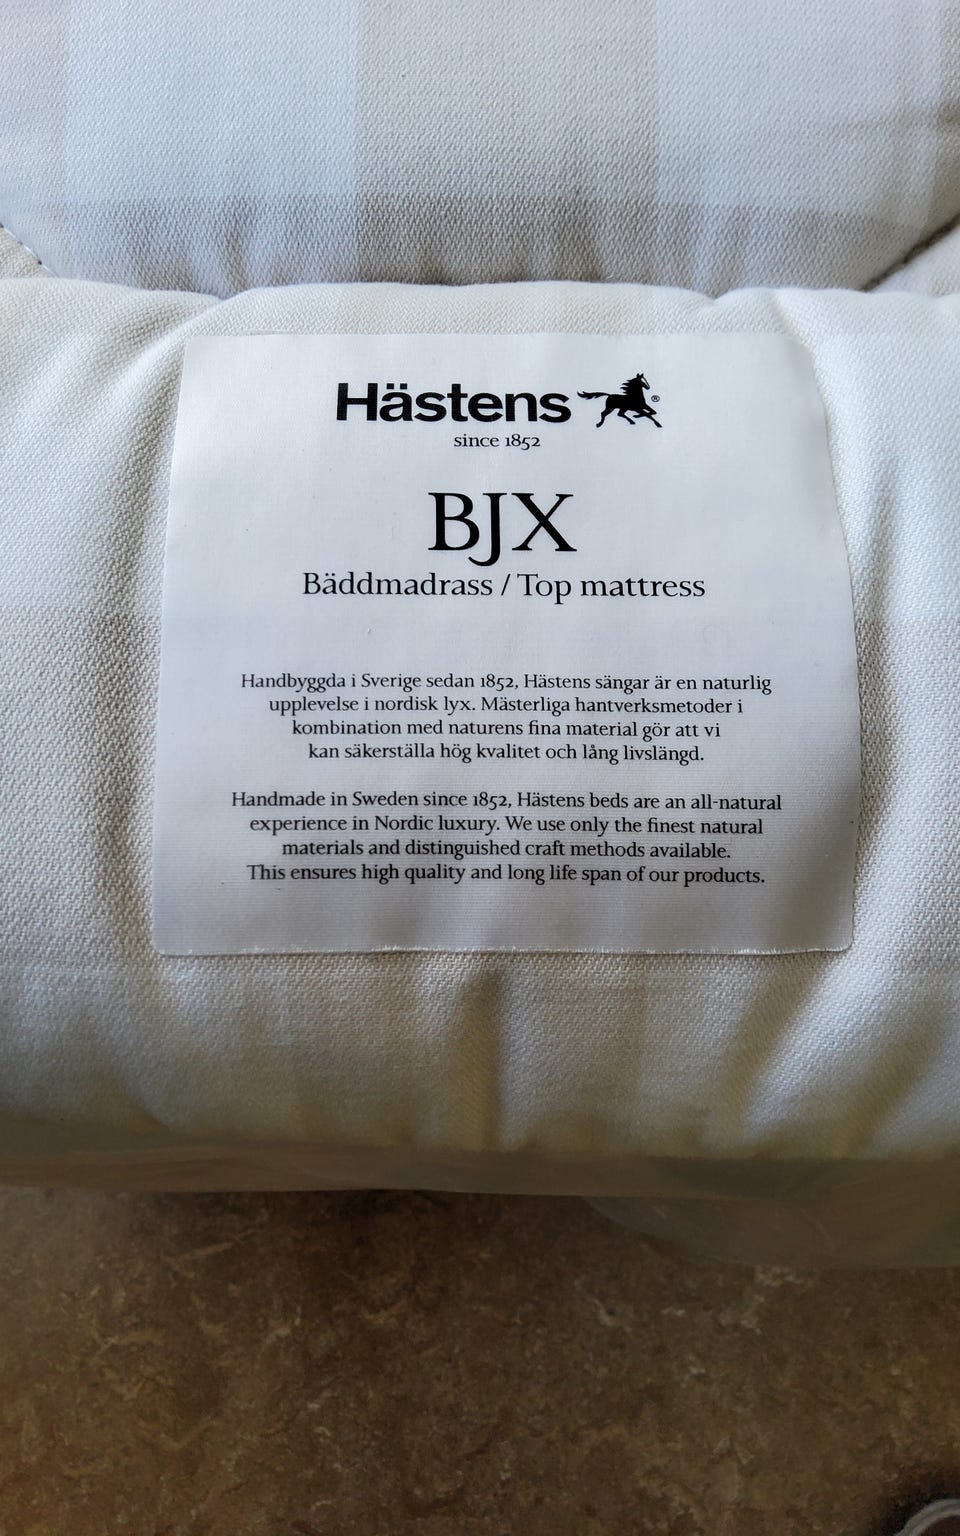 Hästens ®
since 1852
BJX
Bäddmadrass / Top mattress
Handbyggda i Sverige sedan 1852, Hästens sängar är en naturlig
upplevelse i nordisk lyx. Mästerliga hantverksmetoder i
kombination med naturens fina material gör att vi
kan säkerställa hög kvalitet och lång livslängd.
Handmade in Sweden since 1852, Hästens beds are an all-natural
experience in Nordic luxury. We use only the finest natural
materials and distinguished craft methods available.
This ensures high quality and long life span of our products.